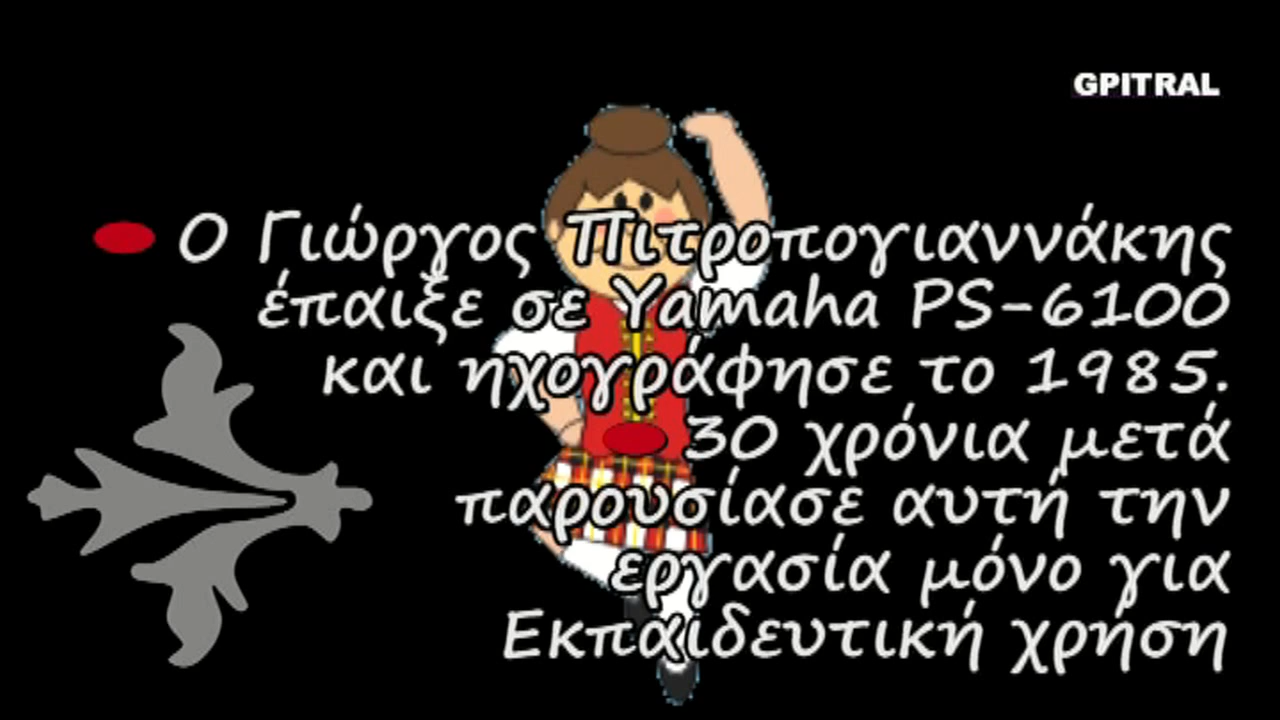 GPITRAL
Ο Γιώργος Πιτροπογιαννάκης
έπαιξε σε Yamaha PS-6100
και ηχογράφησε το 1985.
30 χρόνια μετά
παρουσίασε αυτή την
εργασία μόνο για
Εκπαιδευτική χρήση